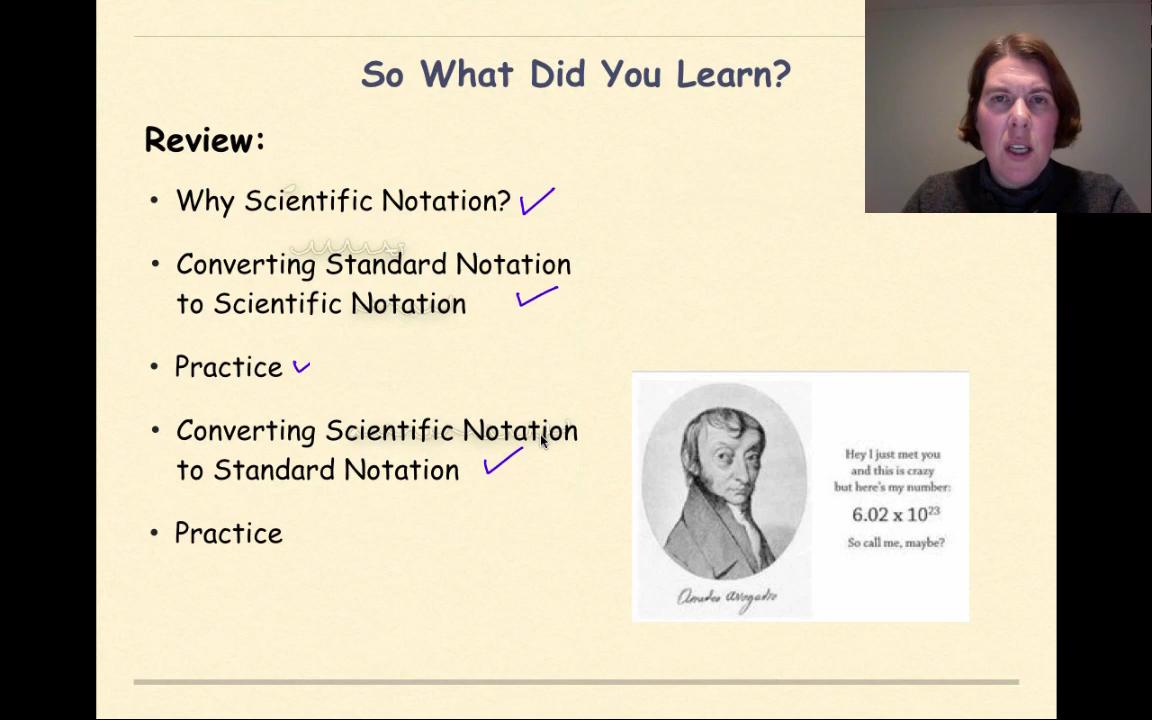 So What Did You Learn?
Review:
• Why Scientific Notation?
• Converting Standard Notation
to Scientific Notation
• Practice
• Converting Scientific Notation
to Standard Notation
• Practice
Hey I just met you
and this is crazy
but here's my number:
6.02 x 10²³
So call me, maybe?
Amedeo Avogadro